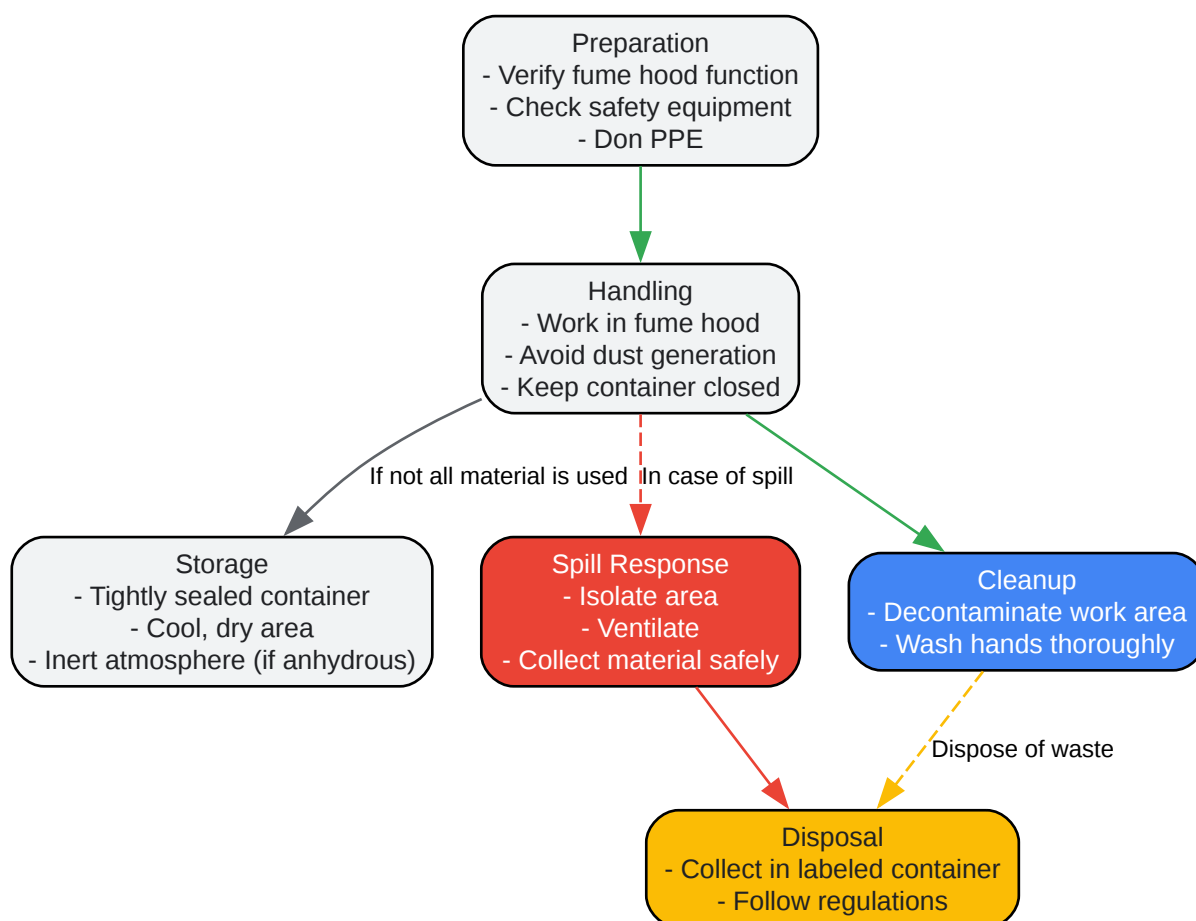 Preparation
- Verify fume hood function
- Check safety equipment
- Don PPE
Handling
- Work in fume hood
- Avoid dust generation
- Keep container closed
If not all material is used
In case of spill
Storage
- Tightly sealed container
- Cool, dry area
- Inert atmosphere (if anhydrous)
Spill Response
- Isolate area
- Ventilate
- Collect material safely
Cleanup
- Decontaminate work area
- Wash hands thoroughly
Dispose of waste
Disposal
- Collect in labeled container
- Follow regulations